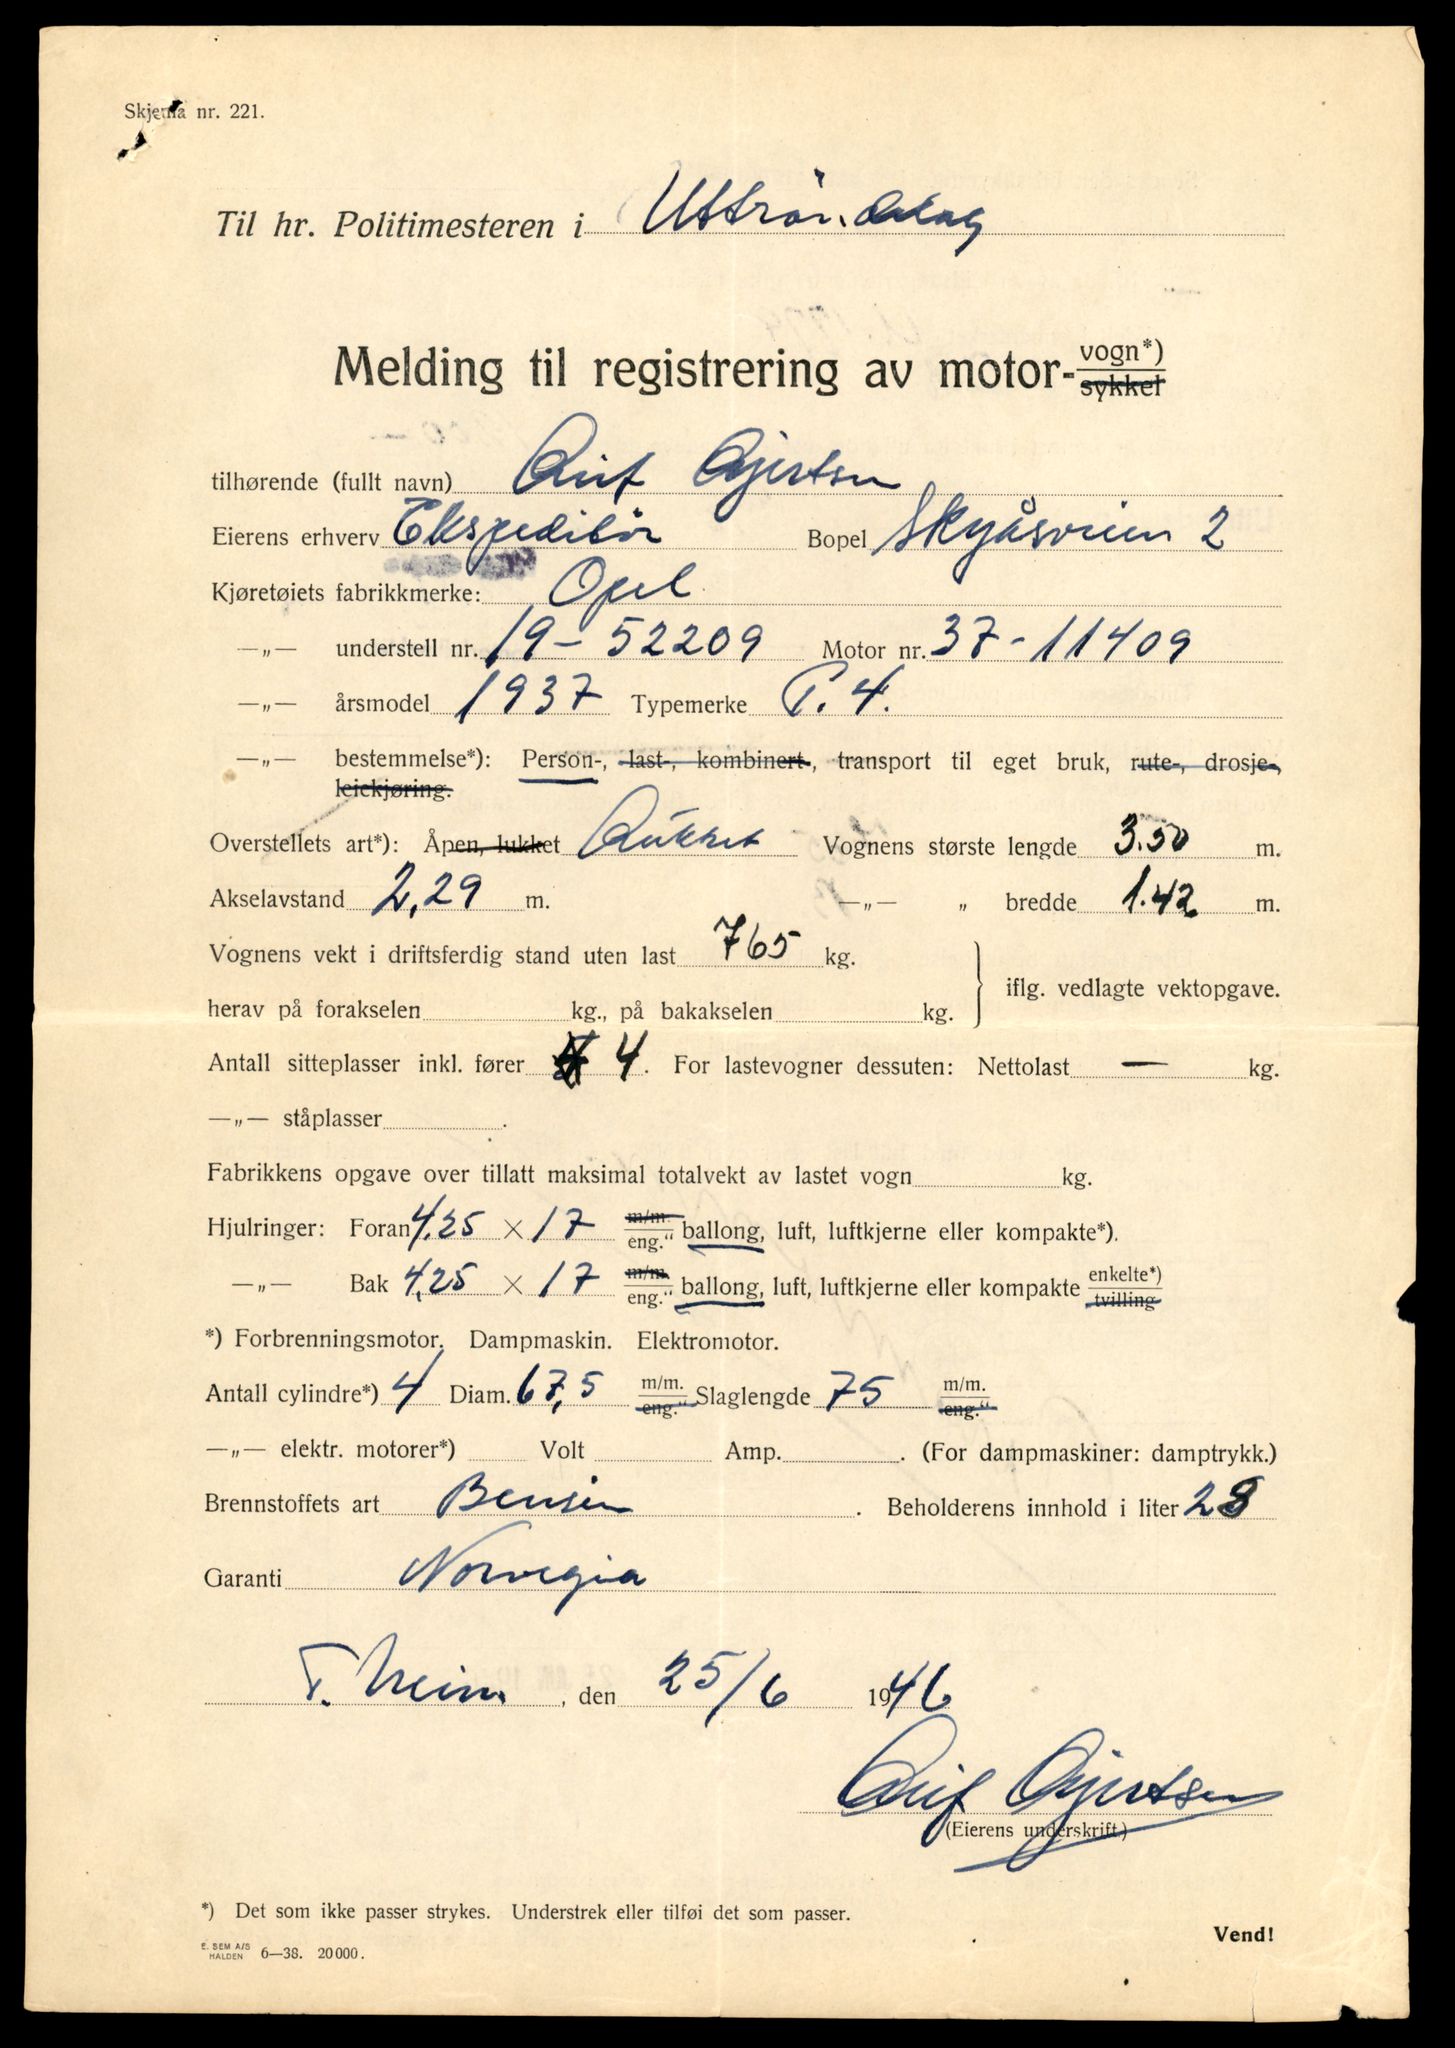 Skjema nr. 221.
Til hr. Politimesteren i Uttrøndelag
Melding til registrering av motor-vogn*)
sykkel
tilhørende (fullt navn) Leif Gjertsen
Eierens erhverv Ekspeditør Bopel Skyåsveien 2
Kjøretøiets fabrikkmerke: Opel
—„— understell nr. 19-52209 Motor nr. 37-11409
—„— årsmodel 1937 Typemerke P. 4.
—„— bestemmelse*): Person-, last-, kombinert-, transport til eget bruk, rute-, drosje-,
leiekjøring.
Overstellets art*): Åpen, lukket Lukket Vognens største lengde 3.50 m.
Akselavstand 2,29 m. —„— „ bredde 1.42 m.
Vognens vekt i driftsferdig stand uten last 765 kg.
iflg. vedlagte vektopgave.
herav på forakselen kg., på bakakselen kg.
Antall sitteplasser inkl. fører 4. For lastevogner dessuten: Nettolast — kg.
—„— ståplasser .
Fabrikkens opgave over tillatt maksimal totalvekt av lastet vogn kg.
Hjulringer: Foran 4,25 × 17 m/m. eng." ballong, luft, luftkjerne eller kompakte*).
—„— Bak 4,25 × 17 m/m. eng." ballong, luft, luftkjerne eller kompakte enkelte*) tvilling
*) Forbrenningsmotor. Dampmaskin. Elektromotor.
Antall cylindre*) 4 Diam. 67,5 m/m. eng." Slaglengde 75 m/m. eng."
—„— elektr. motorer*) Volt Amp. . (For dampmaskiner: damptrykk.)
Brennstoffets art Bensin . Beholderens innhold i liter 28
Garanti Norvegia
T.heim, den 25/6 1946
Leif Gjertsen
(Eierens underskrift)
*) Det som ikke passer strykes. Understrek eller tilføi det som passer.
Vend!
E. SEM A/S
HALDEN 6—38. 20000.